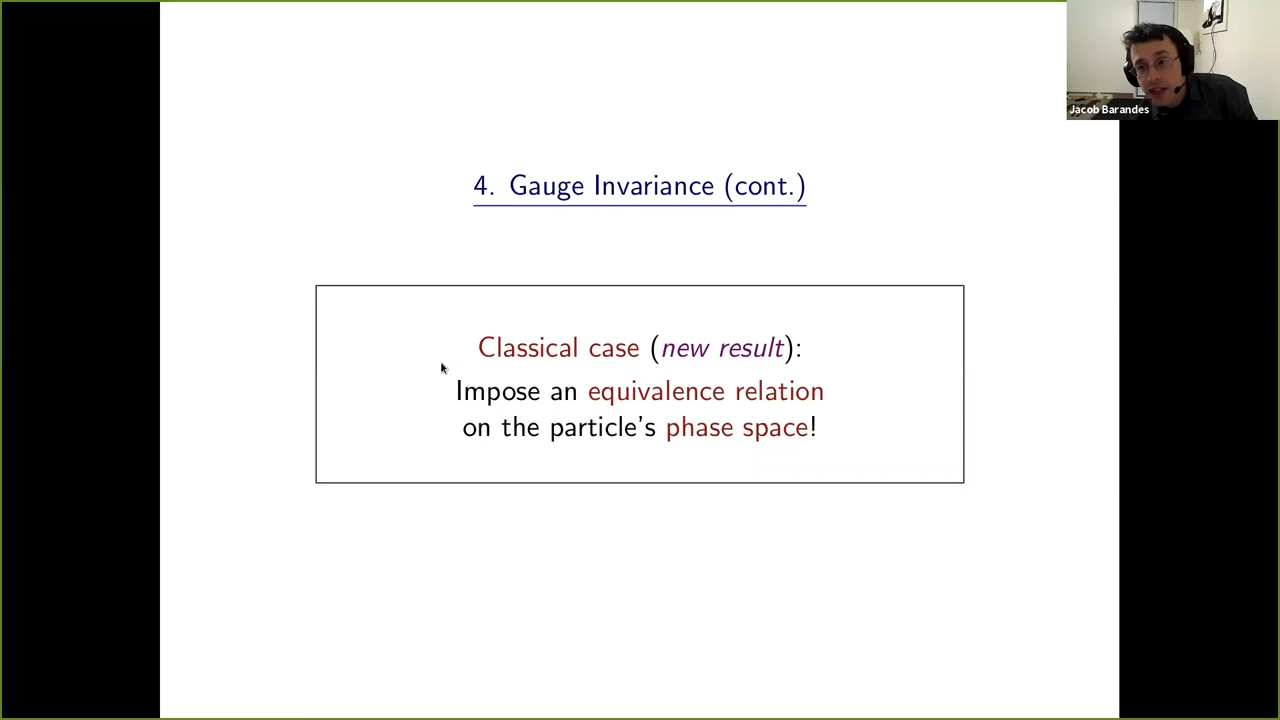 Jacob Barandes
4. Gauge Invariance (cont.)
Classical case (new result):
Impose an equivalence relation
on the particle's phase space!